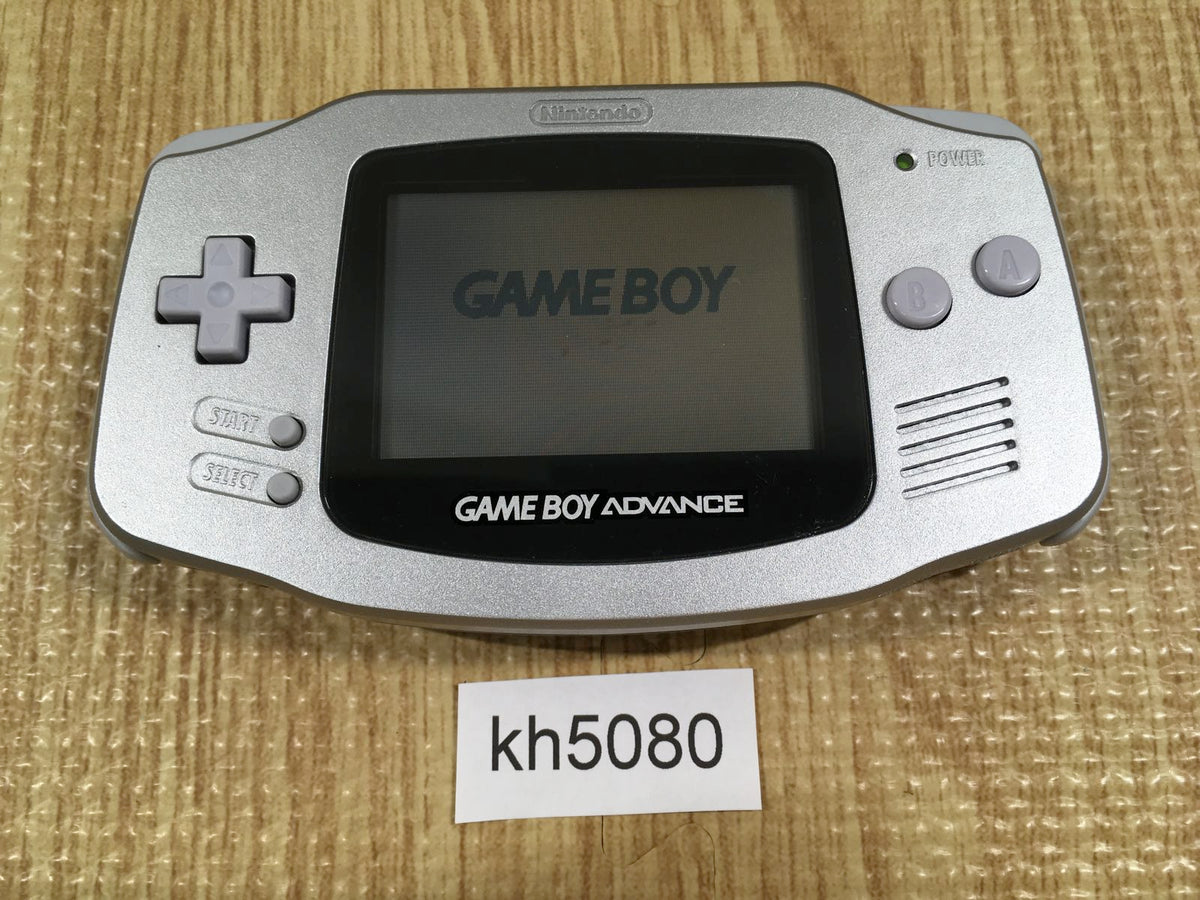 Nintendo
POWER
GAME BOY
A
B
START
SELECT
GAME BOY ADVANCE
kh5080